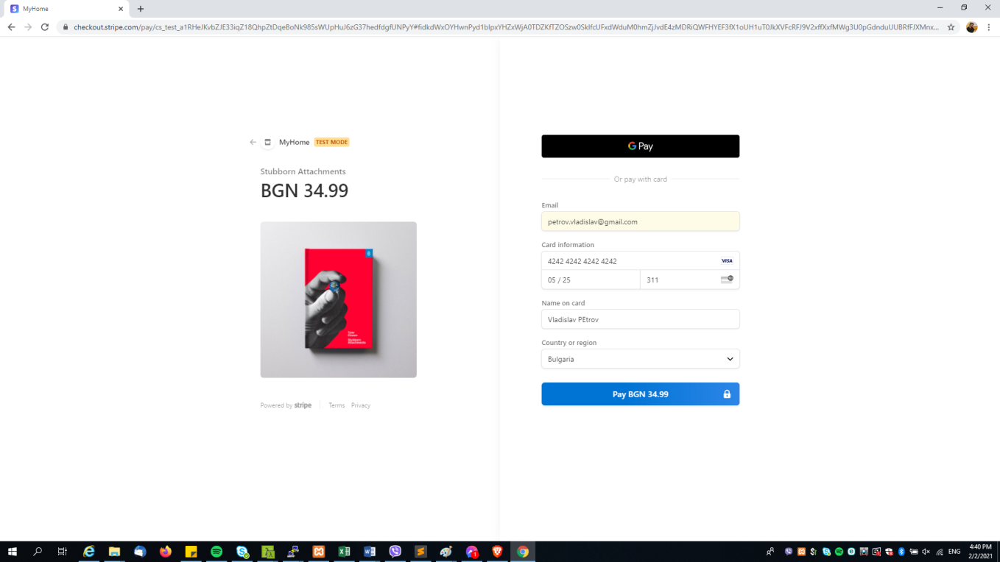 MyHome
checkout.stripe.com/pay/cs_test_a1RHeJKvbZJE33iqZ18QhpZtDqeBoNk985sWUpHuJ6zG37hedfdgfUNPyY#fidkdWxOYHwnPyd1blpxYHZxWjA0TDZKfTZOSzw0SklfcUFxdWduM0hmZjJvdE4zMDRiQWFHYEF3fX1oUH1uT0JkXVFcRFJ9V2xffXxfMWg3U0pGdnduUUBRfFJXMnx...
MyHome TEST MODE
Stubborn Attachments
BGN 34.99
Tyler
Cowen
Stubborn
Attachments
Powered by stripe
Terms Privacy
G Pay
Or pay with card
Email
petrov.vladislav@gmail.com
Card information
4242 4242 4242 4242 VISA
05 / 25 311
Name on card
Vladislav PEtrov
Country or region
Bulgaria
Pay BGN 34.99
ENG
4:40 PM
2/2/2021